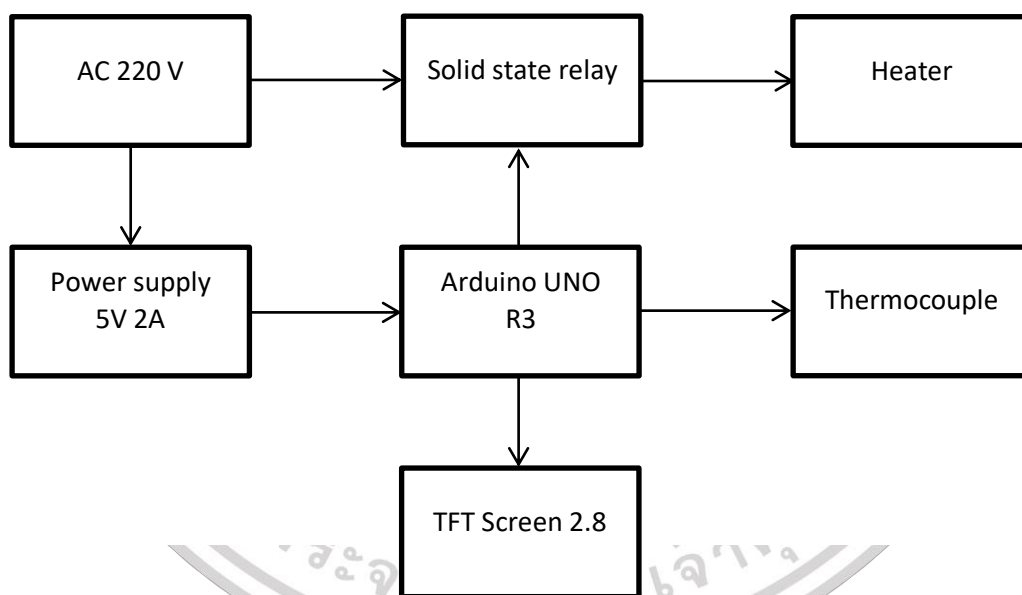 AC 220 V
Solid state relay
Heater
Power supply
5V 2A
Arduino UNO
R3
Thermocouple
TFT Screen 2.8